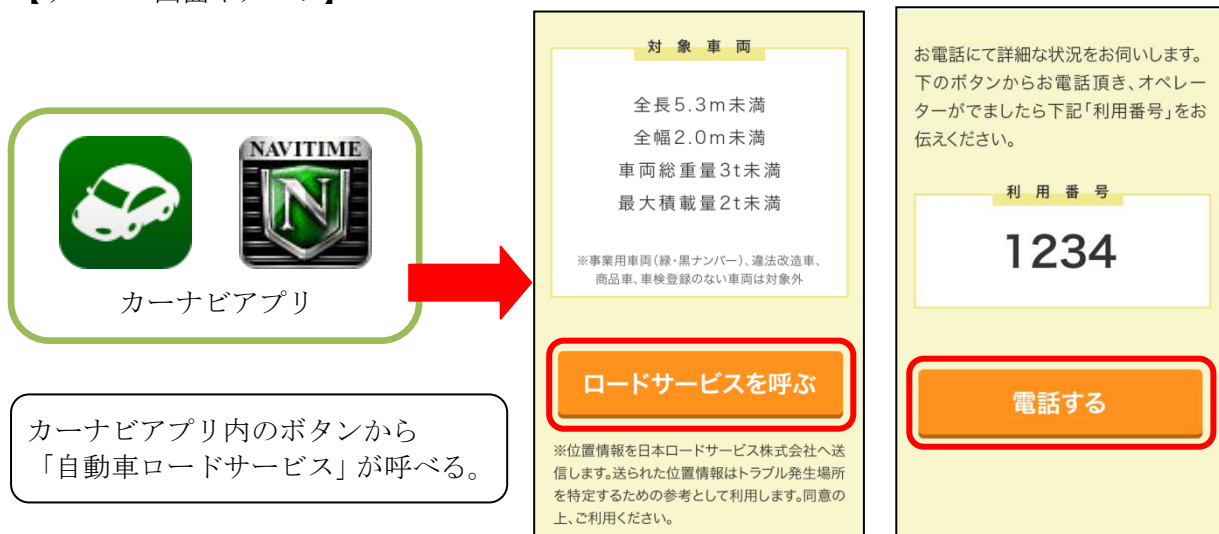 NAVITIME
N
カーナビアプリ
カーナビアプリ内のボタンから
「自動車ロードサービス」が呼べる。
対象車両
全長5.3m未満
全幅2.0m未満
車両総重量3t未満
最大積載量2t未満
※事業用車両(緑・黒ナンバー)、違法改造車、
商品車、車検登録のない車両は対象外
ロードサービスを呼ぶ
※位置情報を日本ロードサービス株式会社へ送
信します。送られた位置情報はトラブル発生場所
を特定するための参考として利用します。同意の
上、ご利用ください。
お電話にて詳細な状況をお伺いします。
下のボタンからお電話頂き、オペレー
ターがでましたら下記「利用番号」をお
伝えください。
利用番号
1234
電話する